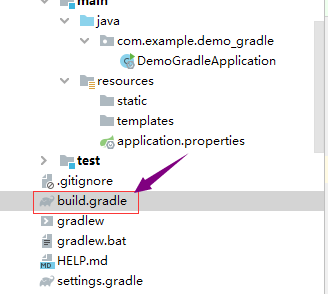 main
java
com.example.demo_gradle
DemoGradleApplication
resources
static
templates
application.properties
test
.gitignore
build.gradle
gradlew
gradlew.bat
MD HELP.md
settings.gradle